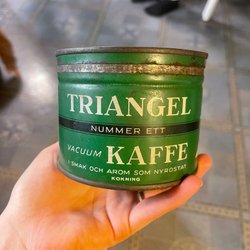 TRIANGEL
NUMMER ETT
VACUUM KAFFE
I SMAK OCH AROM SOM NYROSTAT
KOKNING